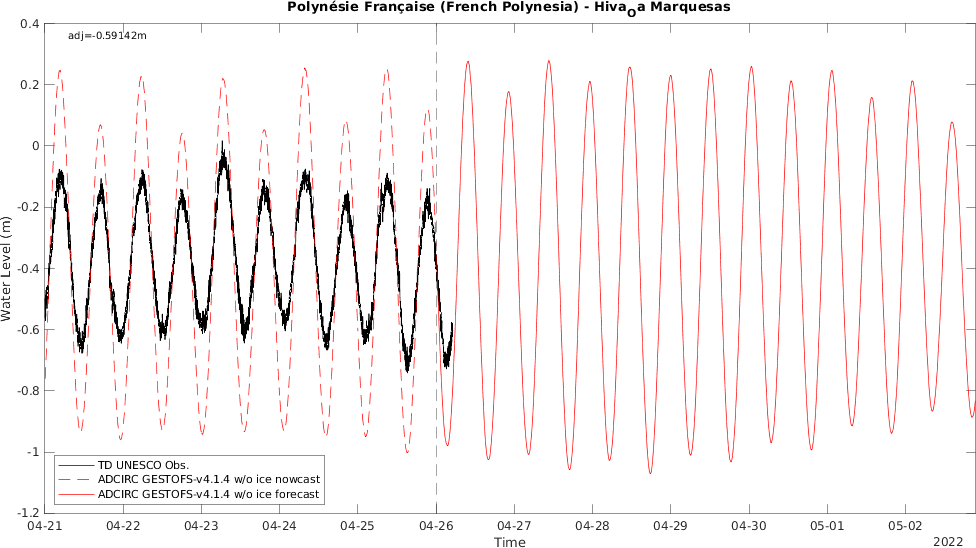 Polynésie Française (French Polynesia) - HivaOa Marquesas
adj=-0.59142m
0.4
0.2
0
-0.2
-0.4
-0.6
-0.8
-1
-1.2
Water Level (m)
TD UNESCO Obs.
ADCIRC GESTOFS-v4.1.4 w/o ice nowcast
ADCIRC GESTOFS-v4.1.4 w/o ice forecast
04-21 04-22 04-23 04-24 04-25 04-26 04-27 04-28 04-29 04-30 05-01 05-02
Time
2022